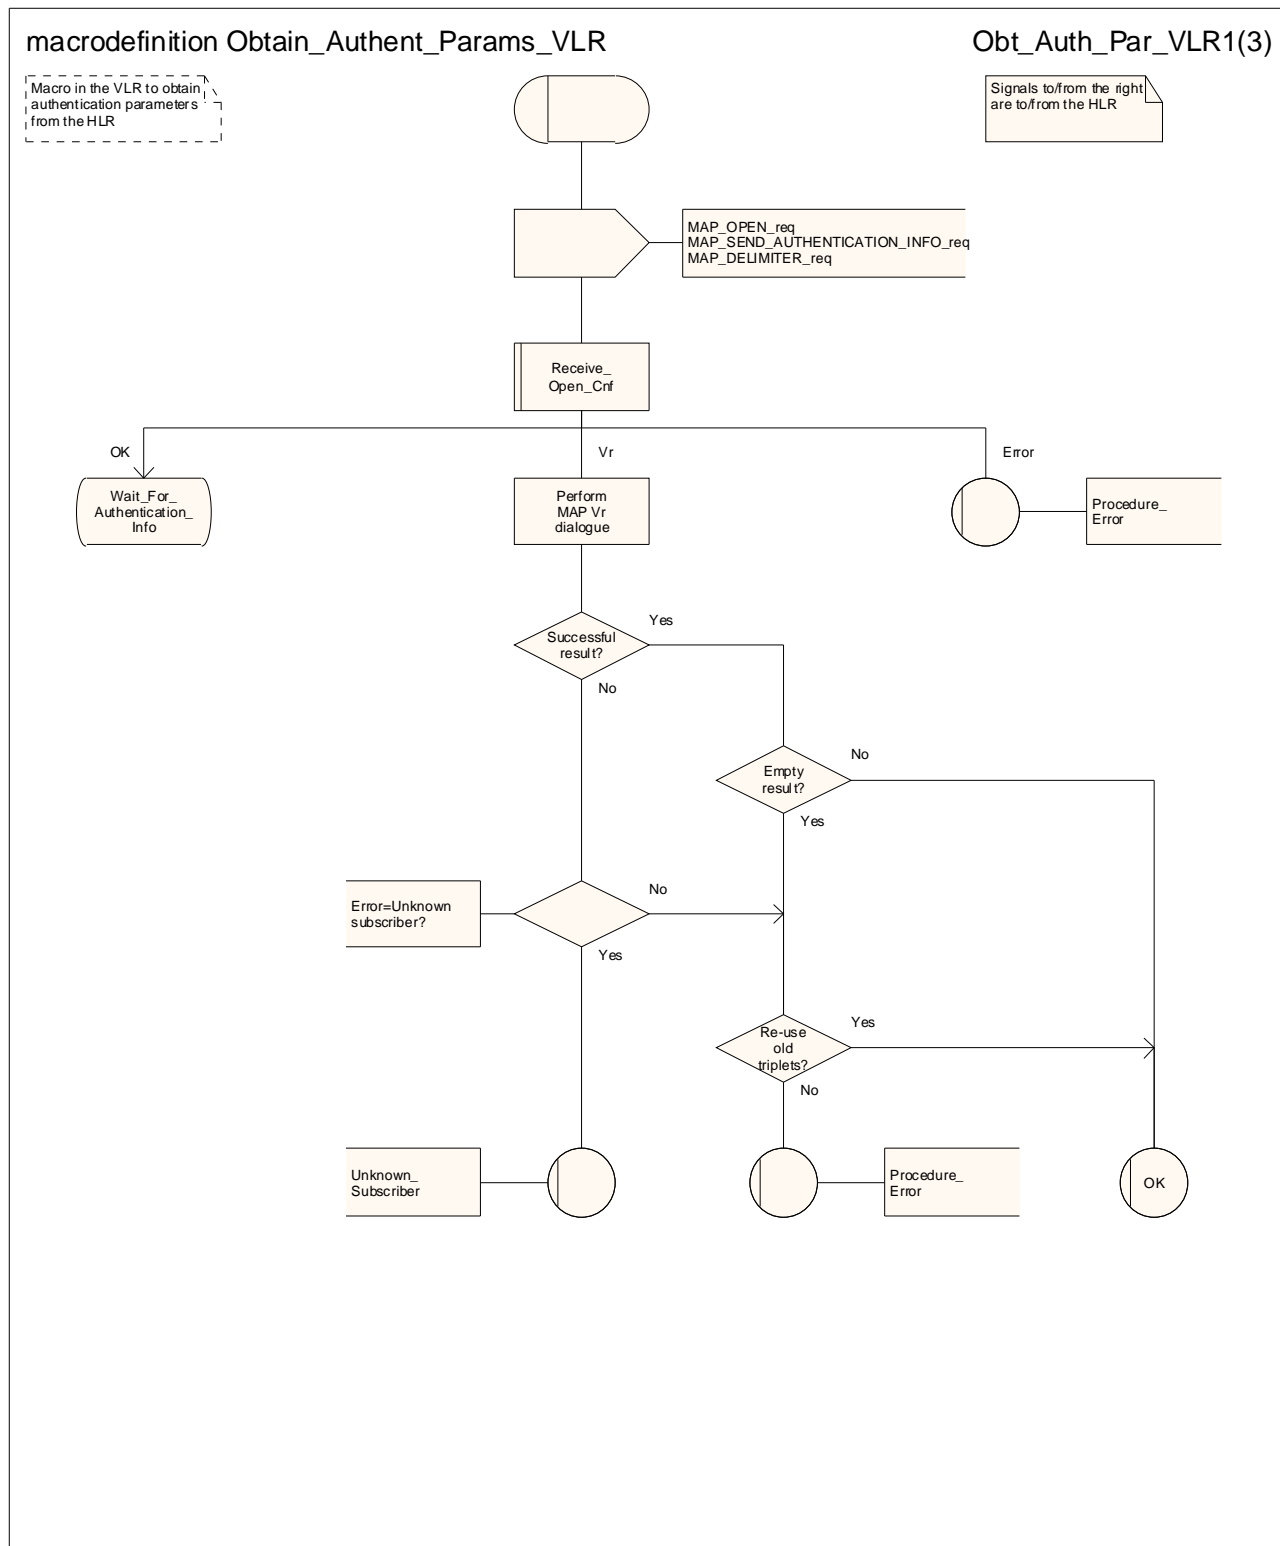 macrodefinition Obtain_Authent_Params_VLR
Obt_Auth_Par_VLR1(3)
Macro in the VLR to obtain
authentication parameters
from the HLR
Signals to/from the right
are to/from the HLR
MAP_OPEN_req
MAP_SEND_AUTHENTICATION_INFO_req
MAP_DELIMITER_req
Receive_
Open_Cnf
OK
Vr
Error
Wait_For_
Authentication_
Info
Perform
MAP Vr
dialogue
Procedure_
Error
Successful
result?
Yes
No
Empty
result?
No
Yes
Error=Unknown
subscriber?
No
Yes
Re-use
old
triplets?
Yes
No
Unknown_
Subscriber
Procedure_
Error
OK